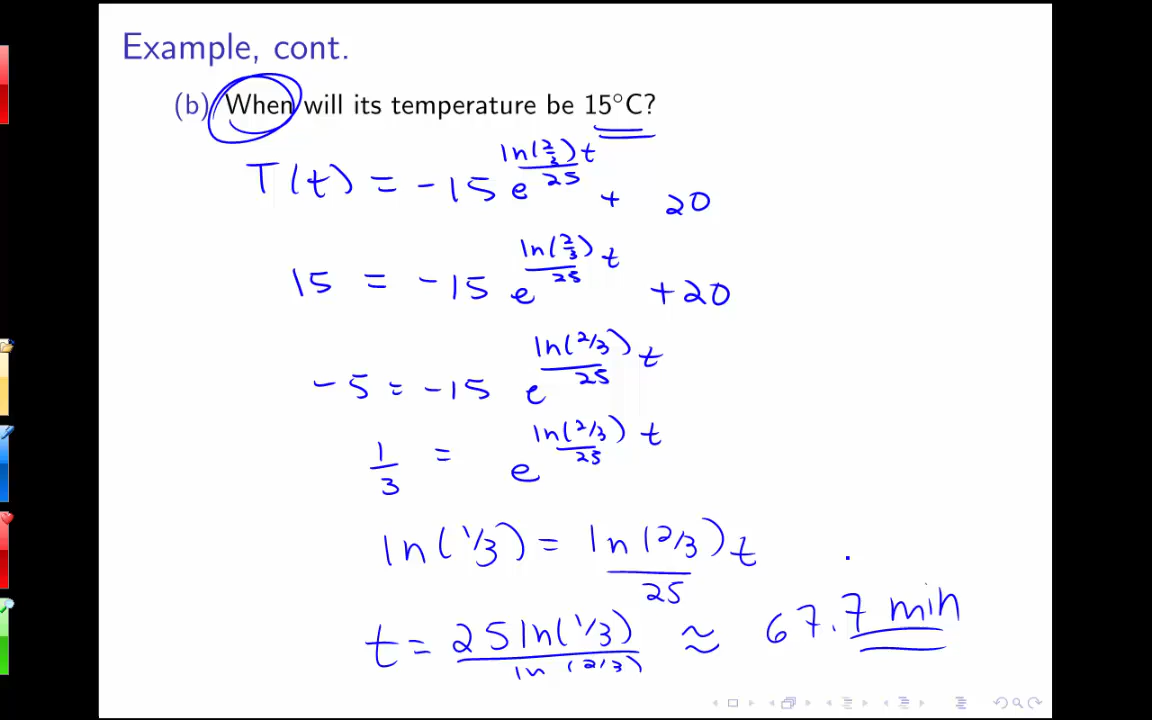 Example, cont.
(b) When will its temperature be 15°C?
T(t) = -15 e^(ln(2/3)/25 t) + 20
15 = -15 e^(ln(2/3)/25 t) +20
-5 = -15 e^(ln(2/3)/25 t)
1/3 = e^(ln(2/3)/25 t)
ln(1/3) = ln(2/3)/25 t
t = 25 ln(1/3)/ln(2/3) ≈ 67.7 min